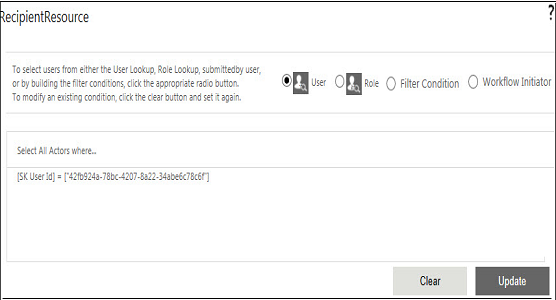 RecipientResource
?
To select users from either the User Lookup, Role Lookup, submittedby user,
or by building the filter conditions, click the appropriate radio button.
To modify an existing condition, click the clear button and set it again.
User
Role
Filter Condition
Workflow Initiator
Select All Actors where...
[SK User Id] = ["42fb924a-78bc-4207-8a22-34abe6c78c6f"]
Clear
Update